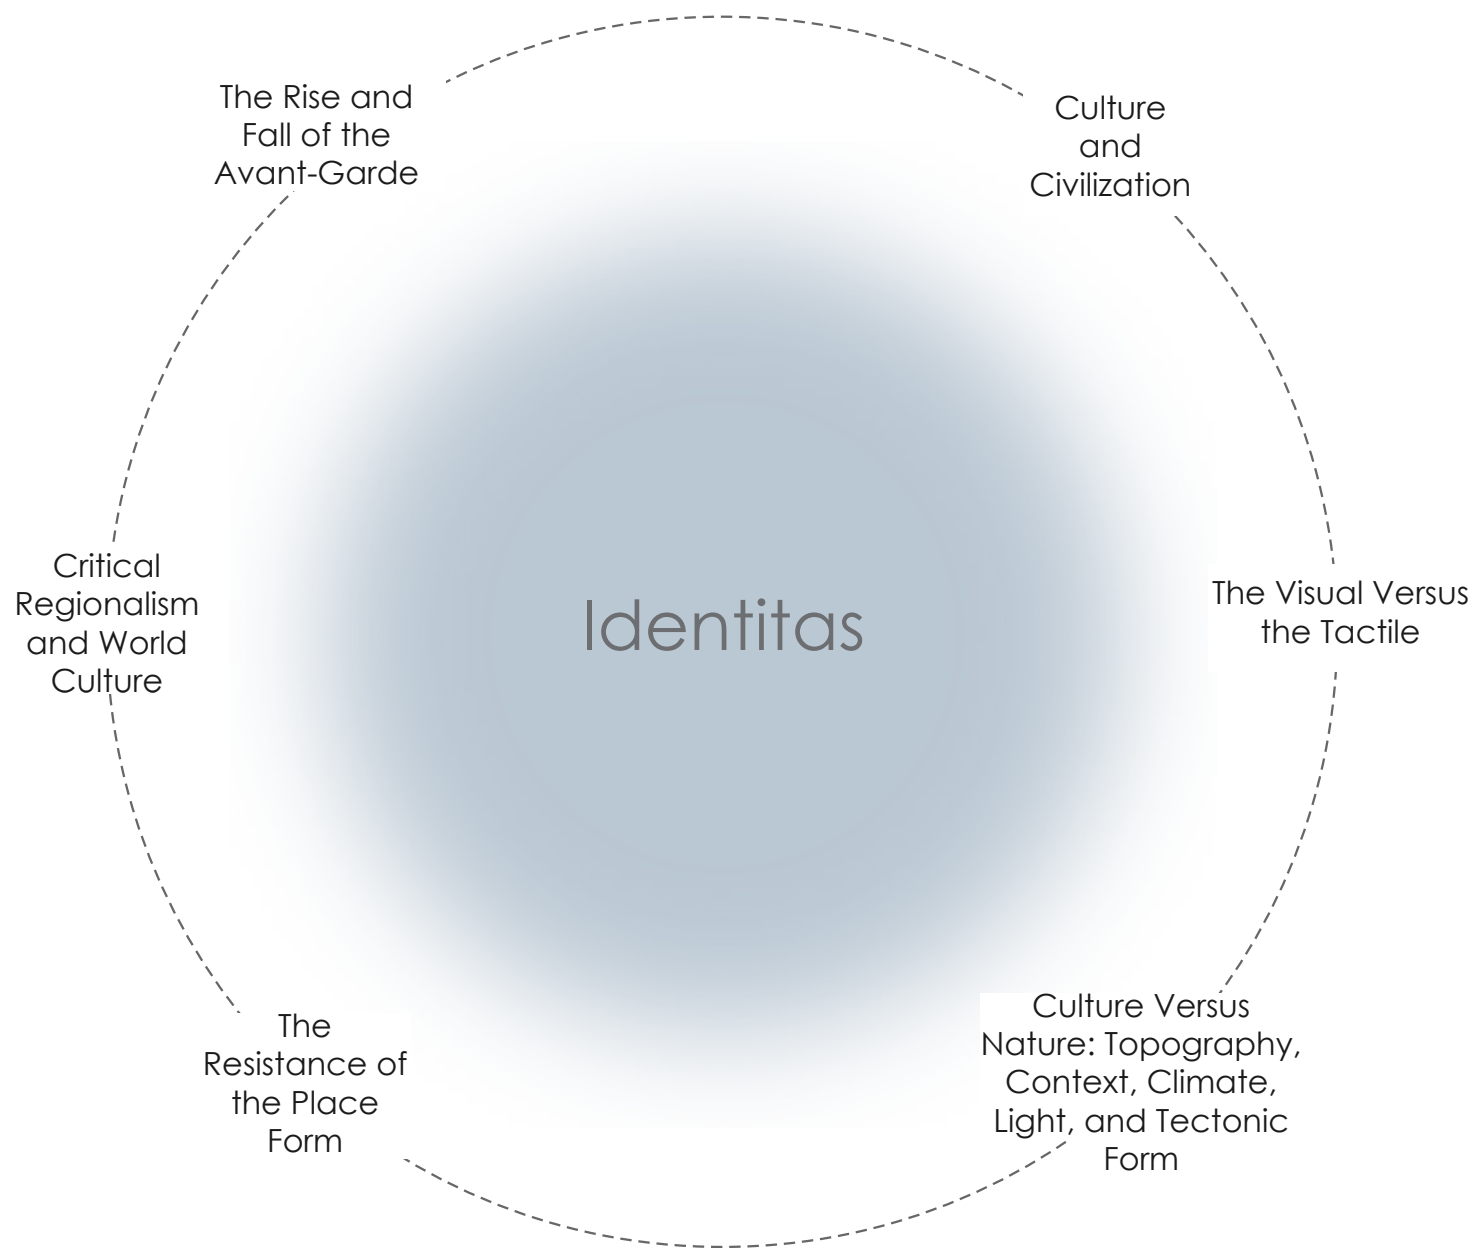 The Rise and
Fall of the
Avant-Garde
Culture
and
Civilization
Critical
Regionalism
and World
Culture
Identitas
The Visual Versus
the Tactile
The
Resistance of
the Place
Form
Culture Versus
Nature: Topography,
Context, Climate,
Light, and Tectonic
Form